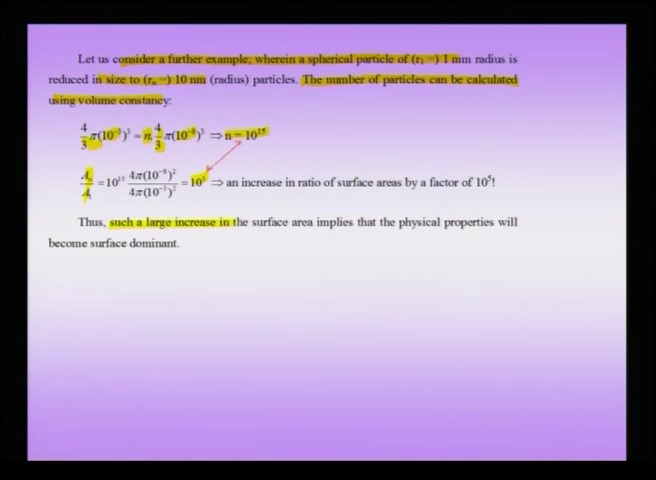 Let us consider a further example; wherein a spherical particle of (r₁ =) 1 mm radius is
reduced in size to (rₙ =) 10 nm (radius) particles. The number of particles can be calculated
using volume constancy:
4/3 π(10⁻³)³ = n 4/3 π(10⁻⁸)³ ⇒ n = 10¹⁵
Aₙ/A₁ = 10¹⁵ 4π(10⁻⁸)²/4π(10⁻³)² = 10⁵ ⇒ an increase in ratio of surface areas by a factor of 10⁵!
Thus, such a large increase in the surface area implies that the physical properties will
become surface dominant.